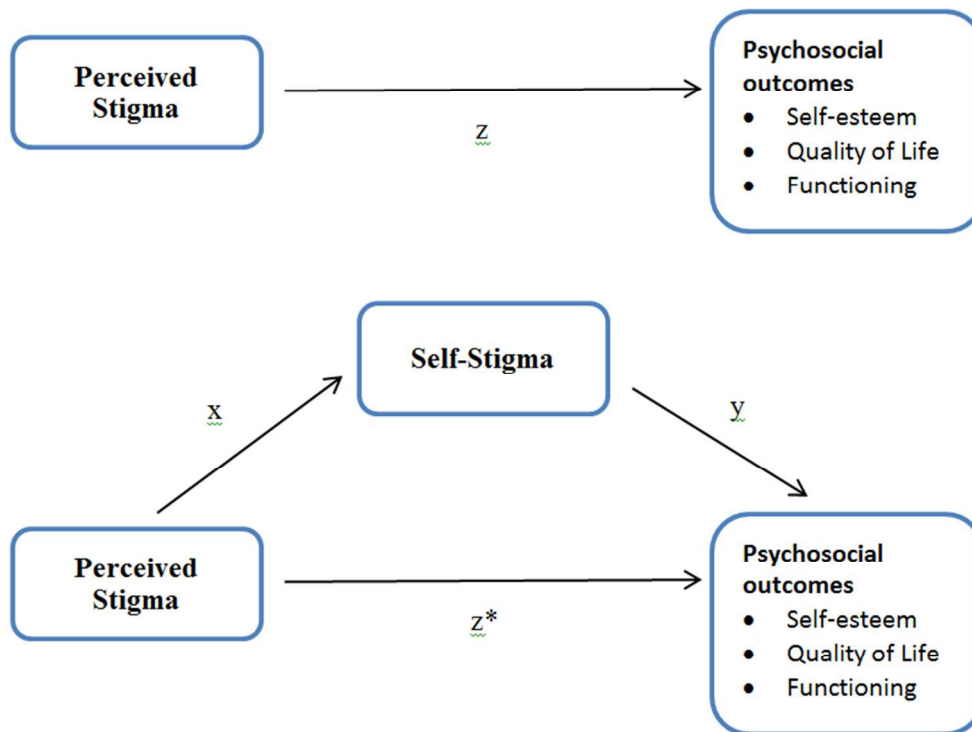 Perceived
Stigma
z
Psychosocial
outcomes
• Self-esteem
• Quality of Life
• Functioning
Self-Stigma
x
y
Perceived
Stigma
z*
Psychosocial
outcomes
• Self-esteem
• Quality of Life
• Functioning